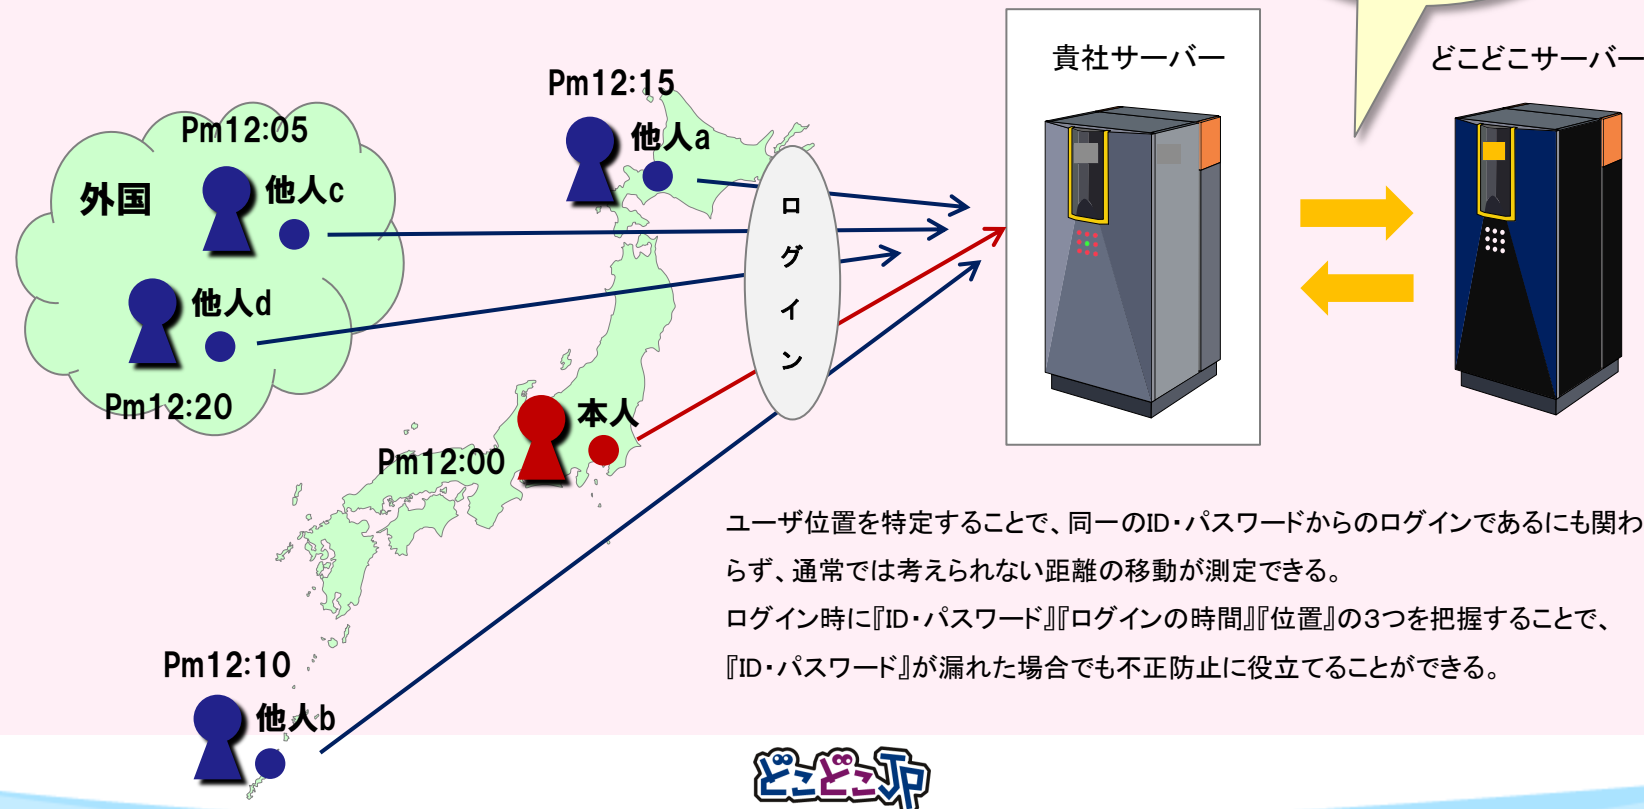 貴社サーバー
どこどこサーバー
Pm12:15
他人a
Pm12:05
外国
他人c
他人d
Pm12:20
ログイン
本人
Pm12:00
ユーザ位置を特定することで、同一のID・パスワードからのログインであるにも関わ
らず、通常では考えられない距離の移動が測定できる。
ログイン時に『ID・パスワード』『ログインの時間』『位置』の３つを把握することで、
『ID・パスワード』が漏れた場合でも不正防止に役立てることができる。
Pm12:10
他人b
どこどこJP